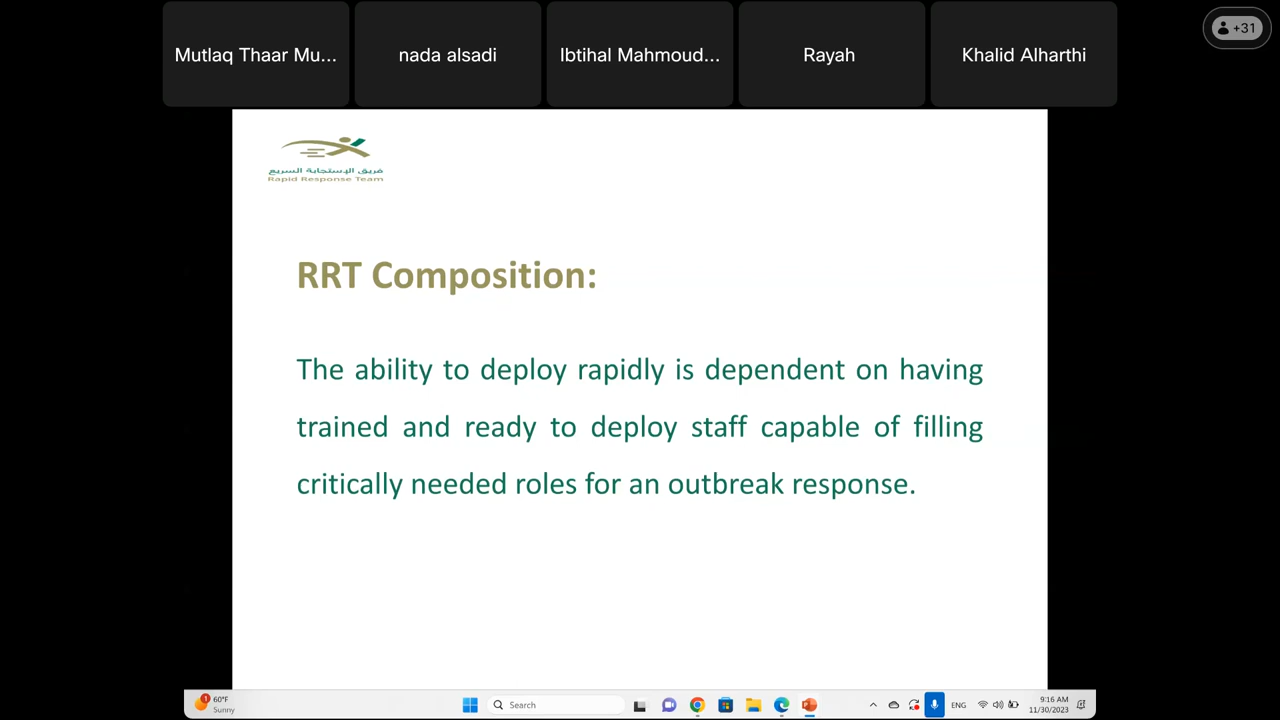 Mutlaq Thaar Mu...
nada alsadi
Ibtihal Mahmoud...
Rayah
Khalid Alharthi
+31
فريق الإستجابة السريع
Rapid Response Team
RRT Composition:
The ability to deploy rapidly is dependent on having
trained and ready to deploy staff capable of filling
critically needed roles for an outbreak response.
1
60°F
Sunny
Search
ENG
9:16 AM
11/30/2023